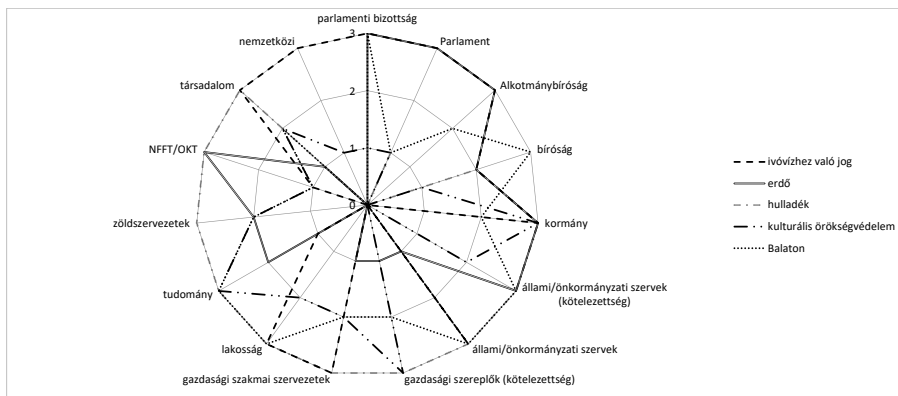 parlamenti bizottság
nemzetközi
3
Parlament
társadalom
Alkotmánybíróság
2
NFFT/OKT
1
bíróság
ivóvízhez való jog
erdő
zöldszervezetek
0
kormány
hulladék
kulturális örökségvédelem
Balaton
tudomány
állami/önkormányzati szervek
(kötelezettség)
lakosság
állami/önkormányzati szervek
gazdasági szakmai szervezetek
gazdasági szereplők (kötelezettség)